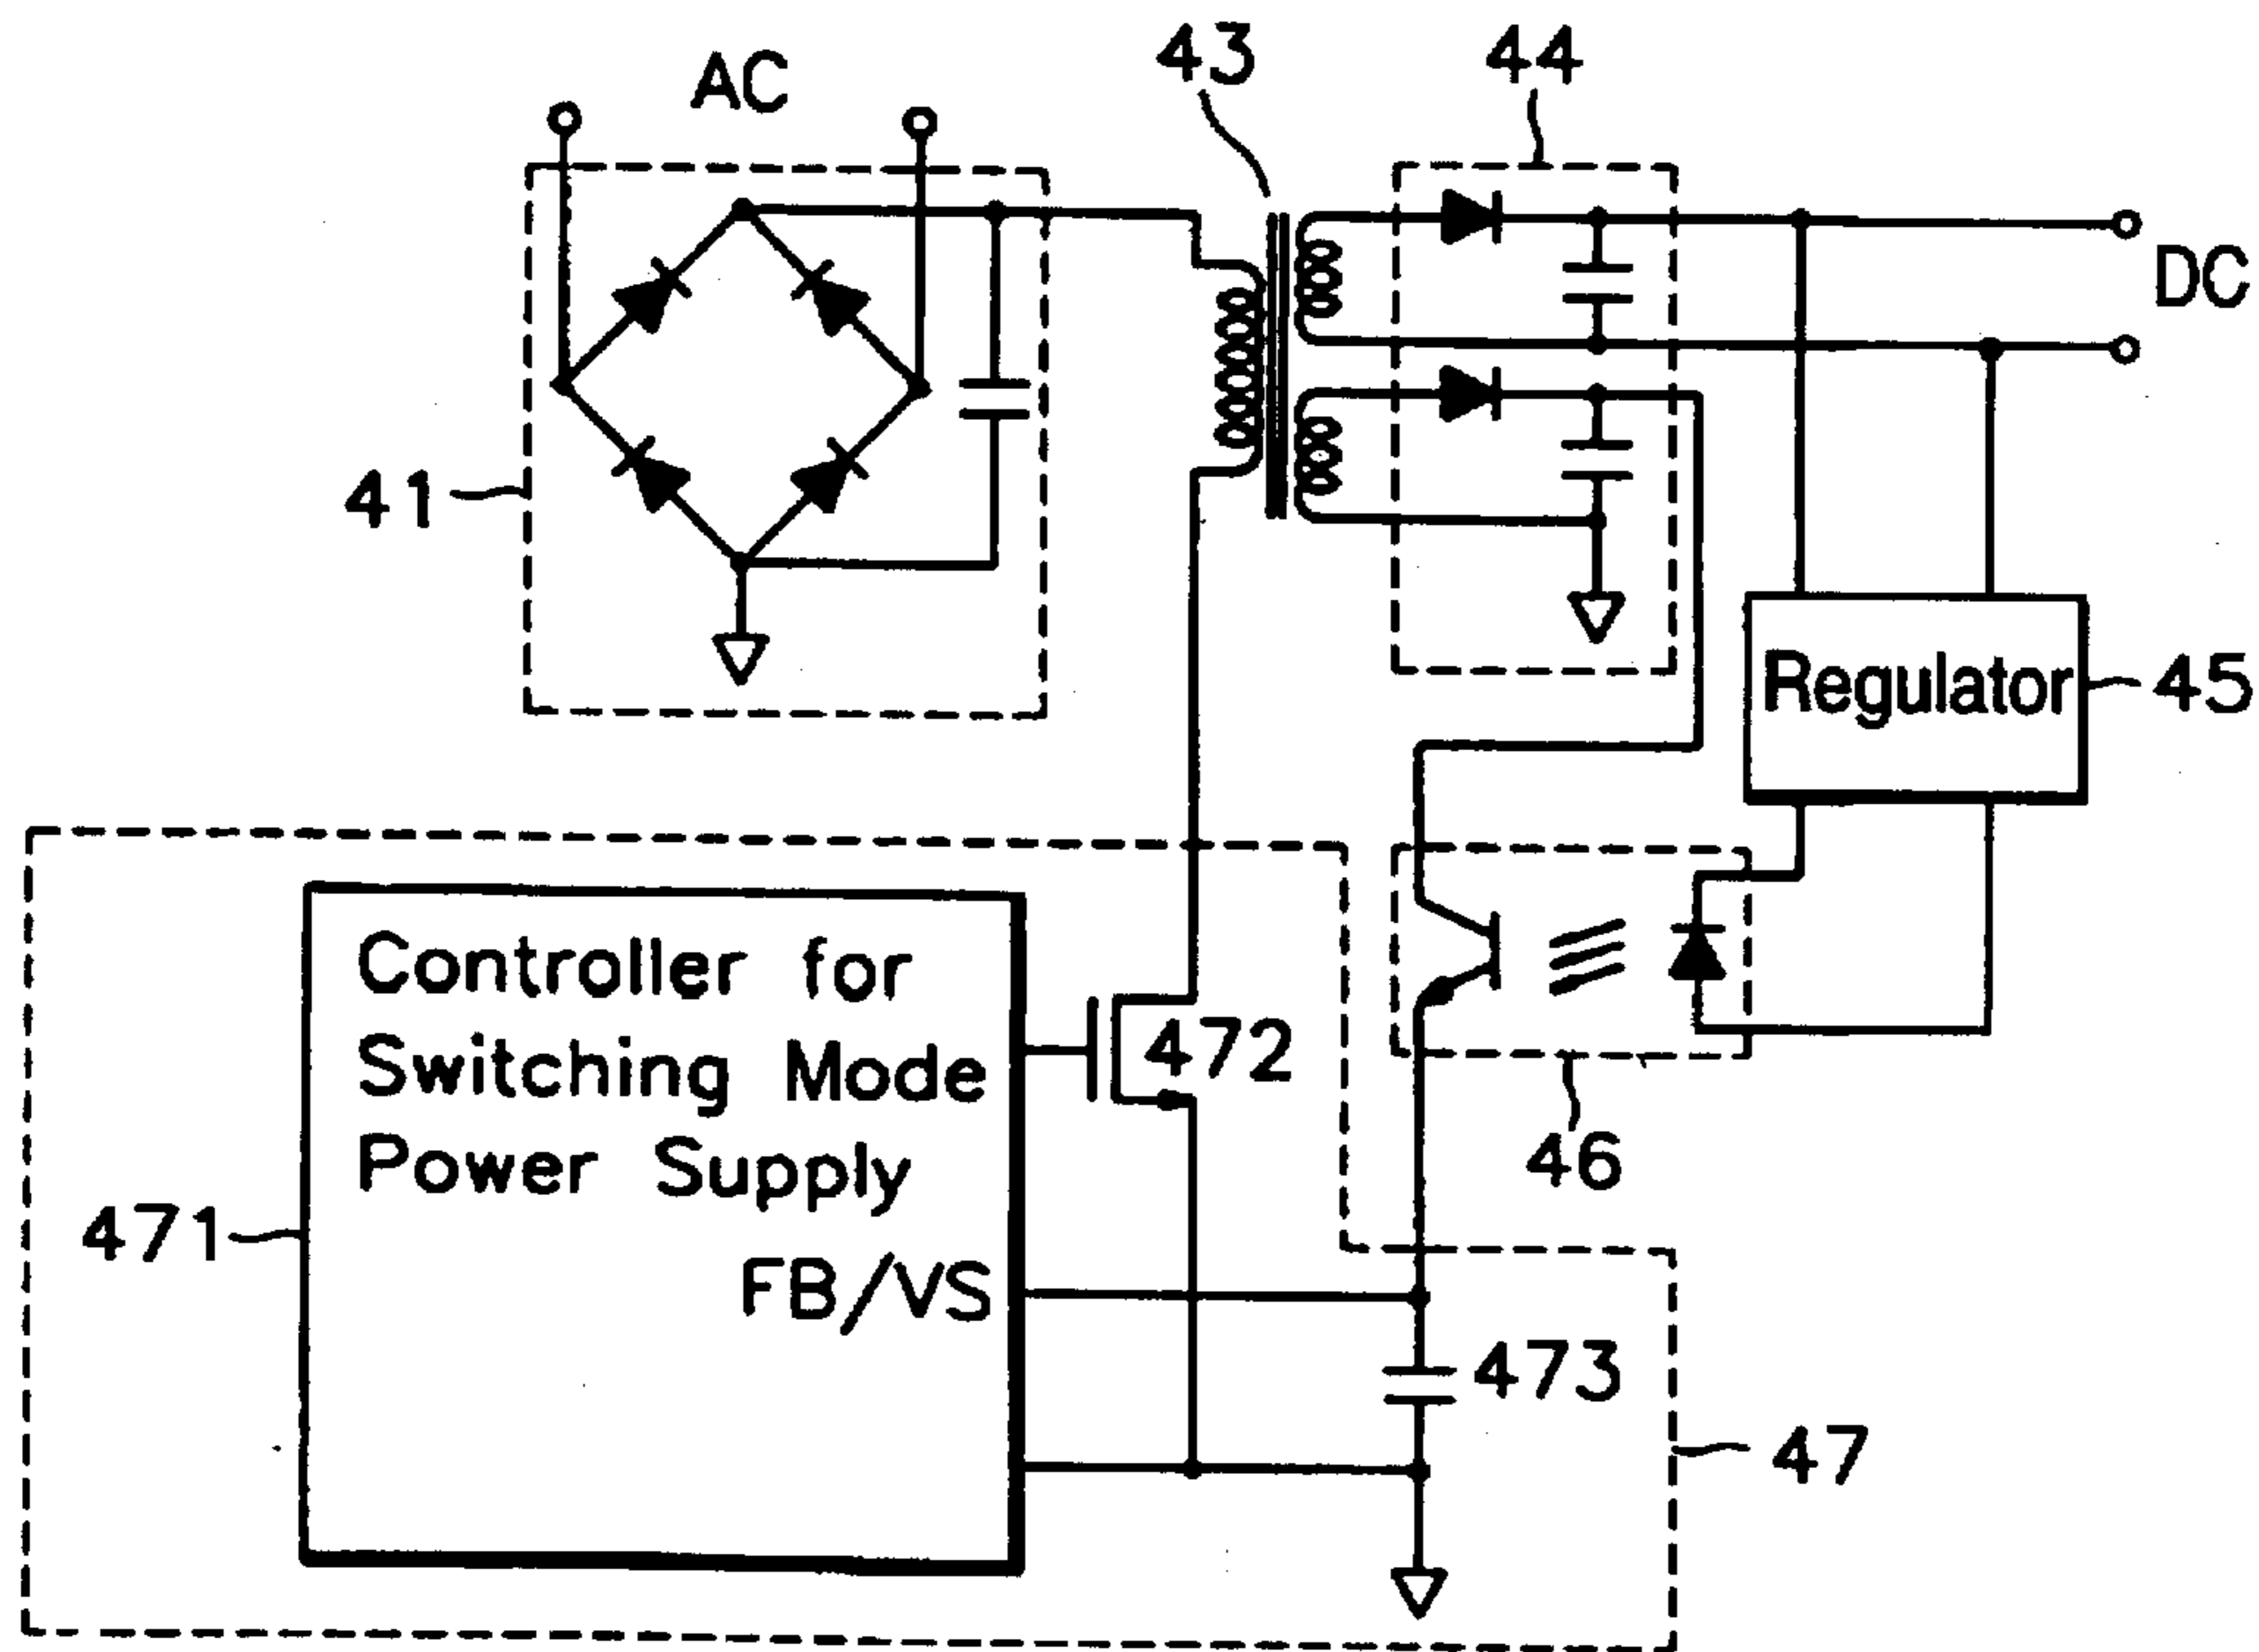 43
44
AC
DC
41
Regulator
45
Controller for
Switching Mode
Power Supply
472
46
471
FB/VS
473
47